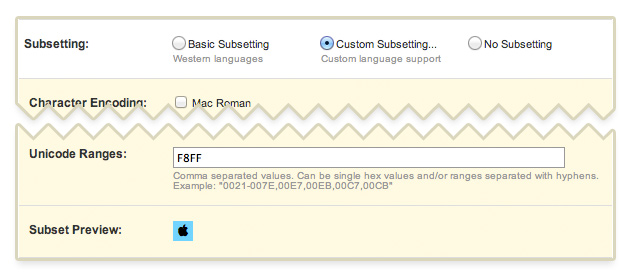 Subsetting: Basic Subsetting Custom Subsetting... No Subsetting
Western languages Custom language support
Character Encoding: Mac Roman
Unicode Ranges: F8FF
Comma separated values. Can be single hex values and/or ranges separated with hyphens.
Example: "0021-007E,00E7,00EB,00C7,00CB"
Subset Preview: